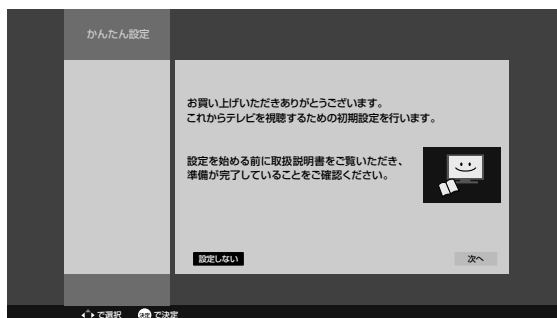 かんたん設定
お買い上げいただきありがとうございます。
これからテレビを視聴するための初期設定を行います。
設定を始める前に取扱説明書をご覧いただき、
準備が完了していることをご確認ください。
設定しない
次へ
で選択 決定 で決定